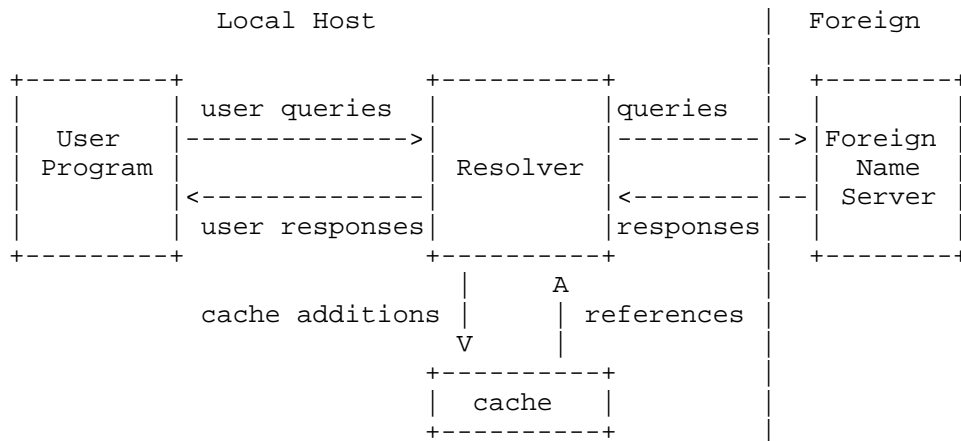 Local Host | Foreign
|
+---------+ +----------+ | +--------+
| | user queries | |queries | | |
| User |-------------->| |---------|->|Foreign |
| Program | | Resolver | | | Name |
| |<--------------| |<--------|--| Server |
| | user responses| |responses| | |
+---------+ +----------+ | +--------+
| A |
cache additions | | references |
V | |
+----------+ |
| cache | |
+----------+ |